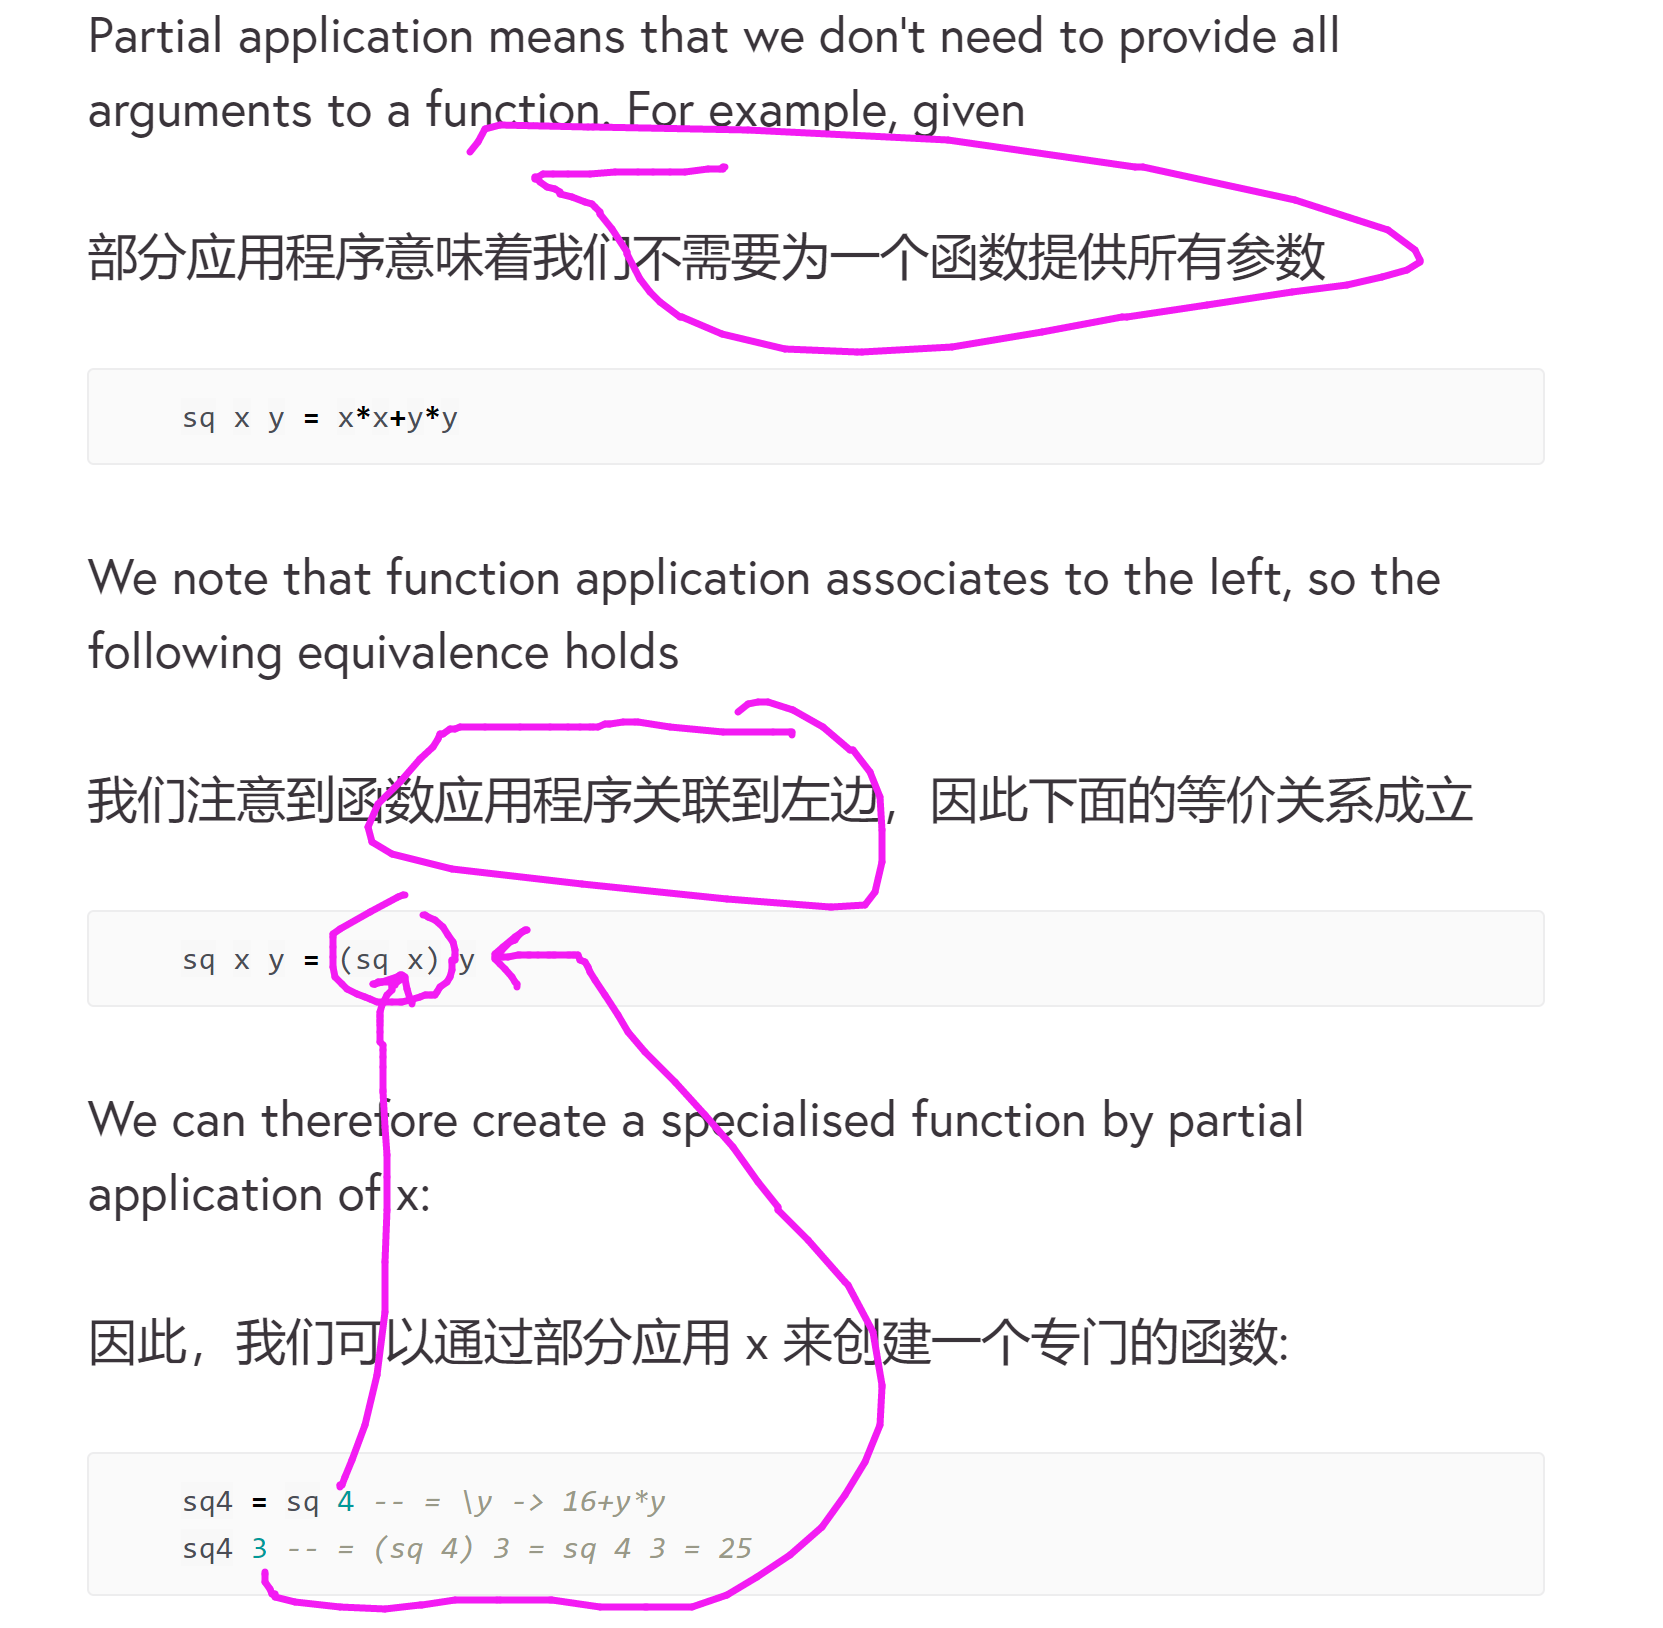 Partial application means that we don't need to provide all
arguments to a function. For example, given
部分应用程序意味着我们不需要为一个函数提供所有参数
sq x y = x*x+y*y
We note that function application associates to the left, so the
following equivalence holds
我们注意到函数应用程序关联到左边，因此下面的等价关系成立
sq x y = (sq x) y
We can therefore create a specialised function by partial
application of x:
因此，我们可以通过部分应用 x 来创建一个专门的函数:
sq4 = sq 4 -- = \y -> 16+y*y
sq4 3 -- = (sq 4) 3 = sq 4 3 = 25